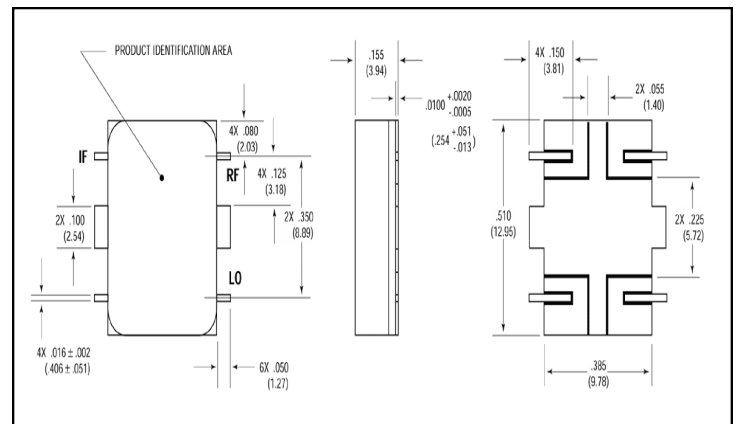 PRODUCT IDENTIFICATION AREA
IF
RF
LO
4X .080
(2.03)
4X .125
(3.18)
2X .350
(8.89)
2X .100
(2.54)
4X .016 ± .002
(.406 ± .051)
6X .050
(1.27)
.155
(3.94)
.0100 +.0020
-.0005
(.254 +.051
-.013)
4X .150
(3.81)
2X .055
(1.40)
.510
(12.95)
2X .225
(5.72)
.385
(9.78)